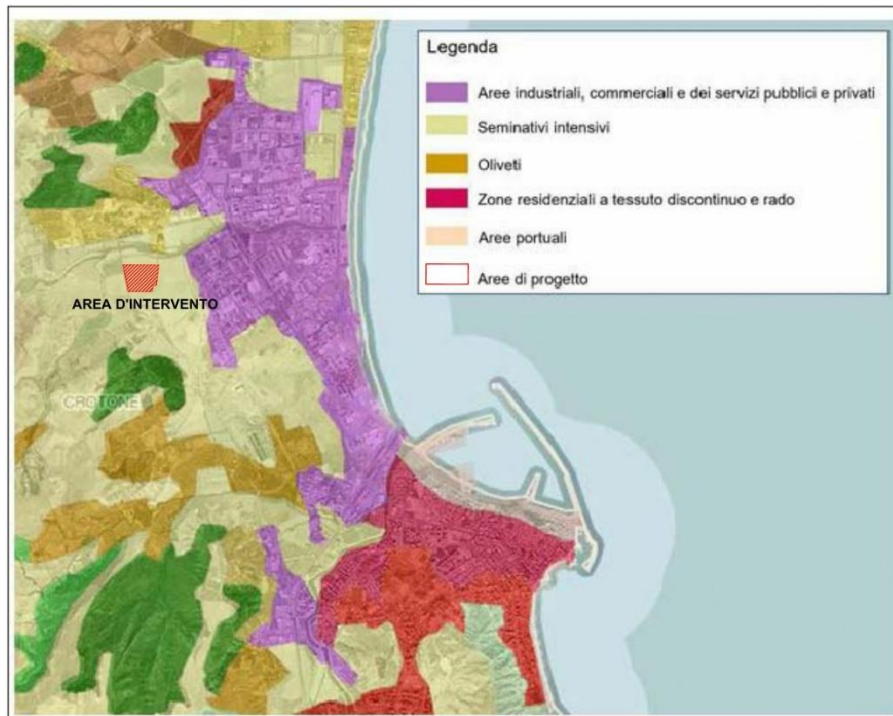 Legenda
Aree industriali, commerciali e dei servizi pubblici e privati
Seminativi intensivi
Oliveti
Zone residenziali a tessuto discontinuo e rado
Aree portuali
Aree di progetto
AREA D'INTERVENTO
CROTONE